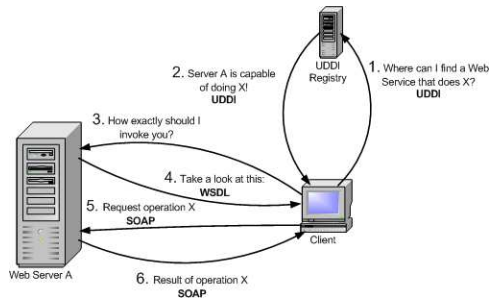 UDDI
Registry
1. Where can I find a Web
Service that does X?
UDDI
2. Server A is capable
of doing X!
UDDI
3. How exactly should I
invoke you?
4. Take a look at this:
WSDL
5. Request operation X
SOAP
Client
Web Server A
6. Result of operation X
SOAP